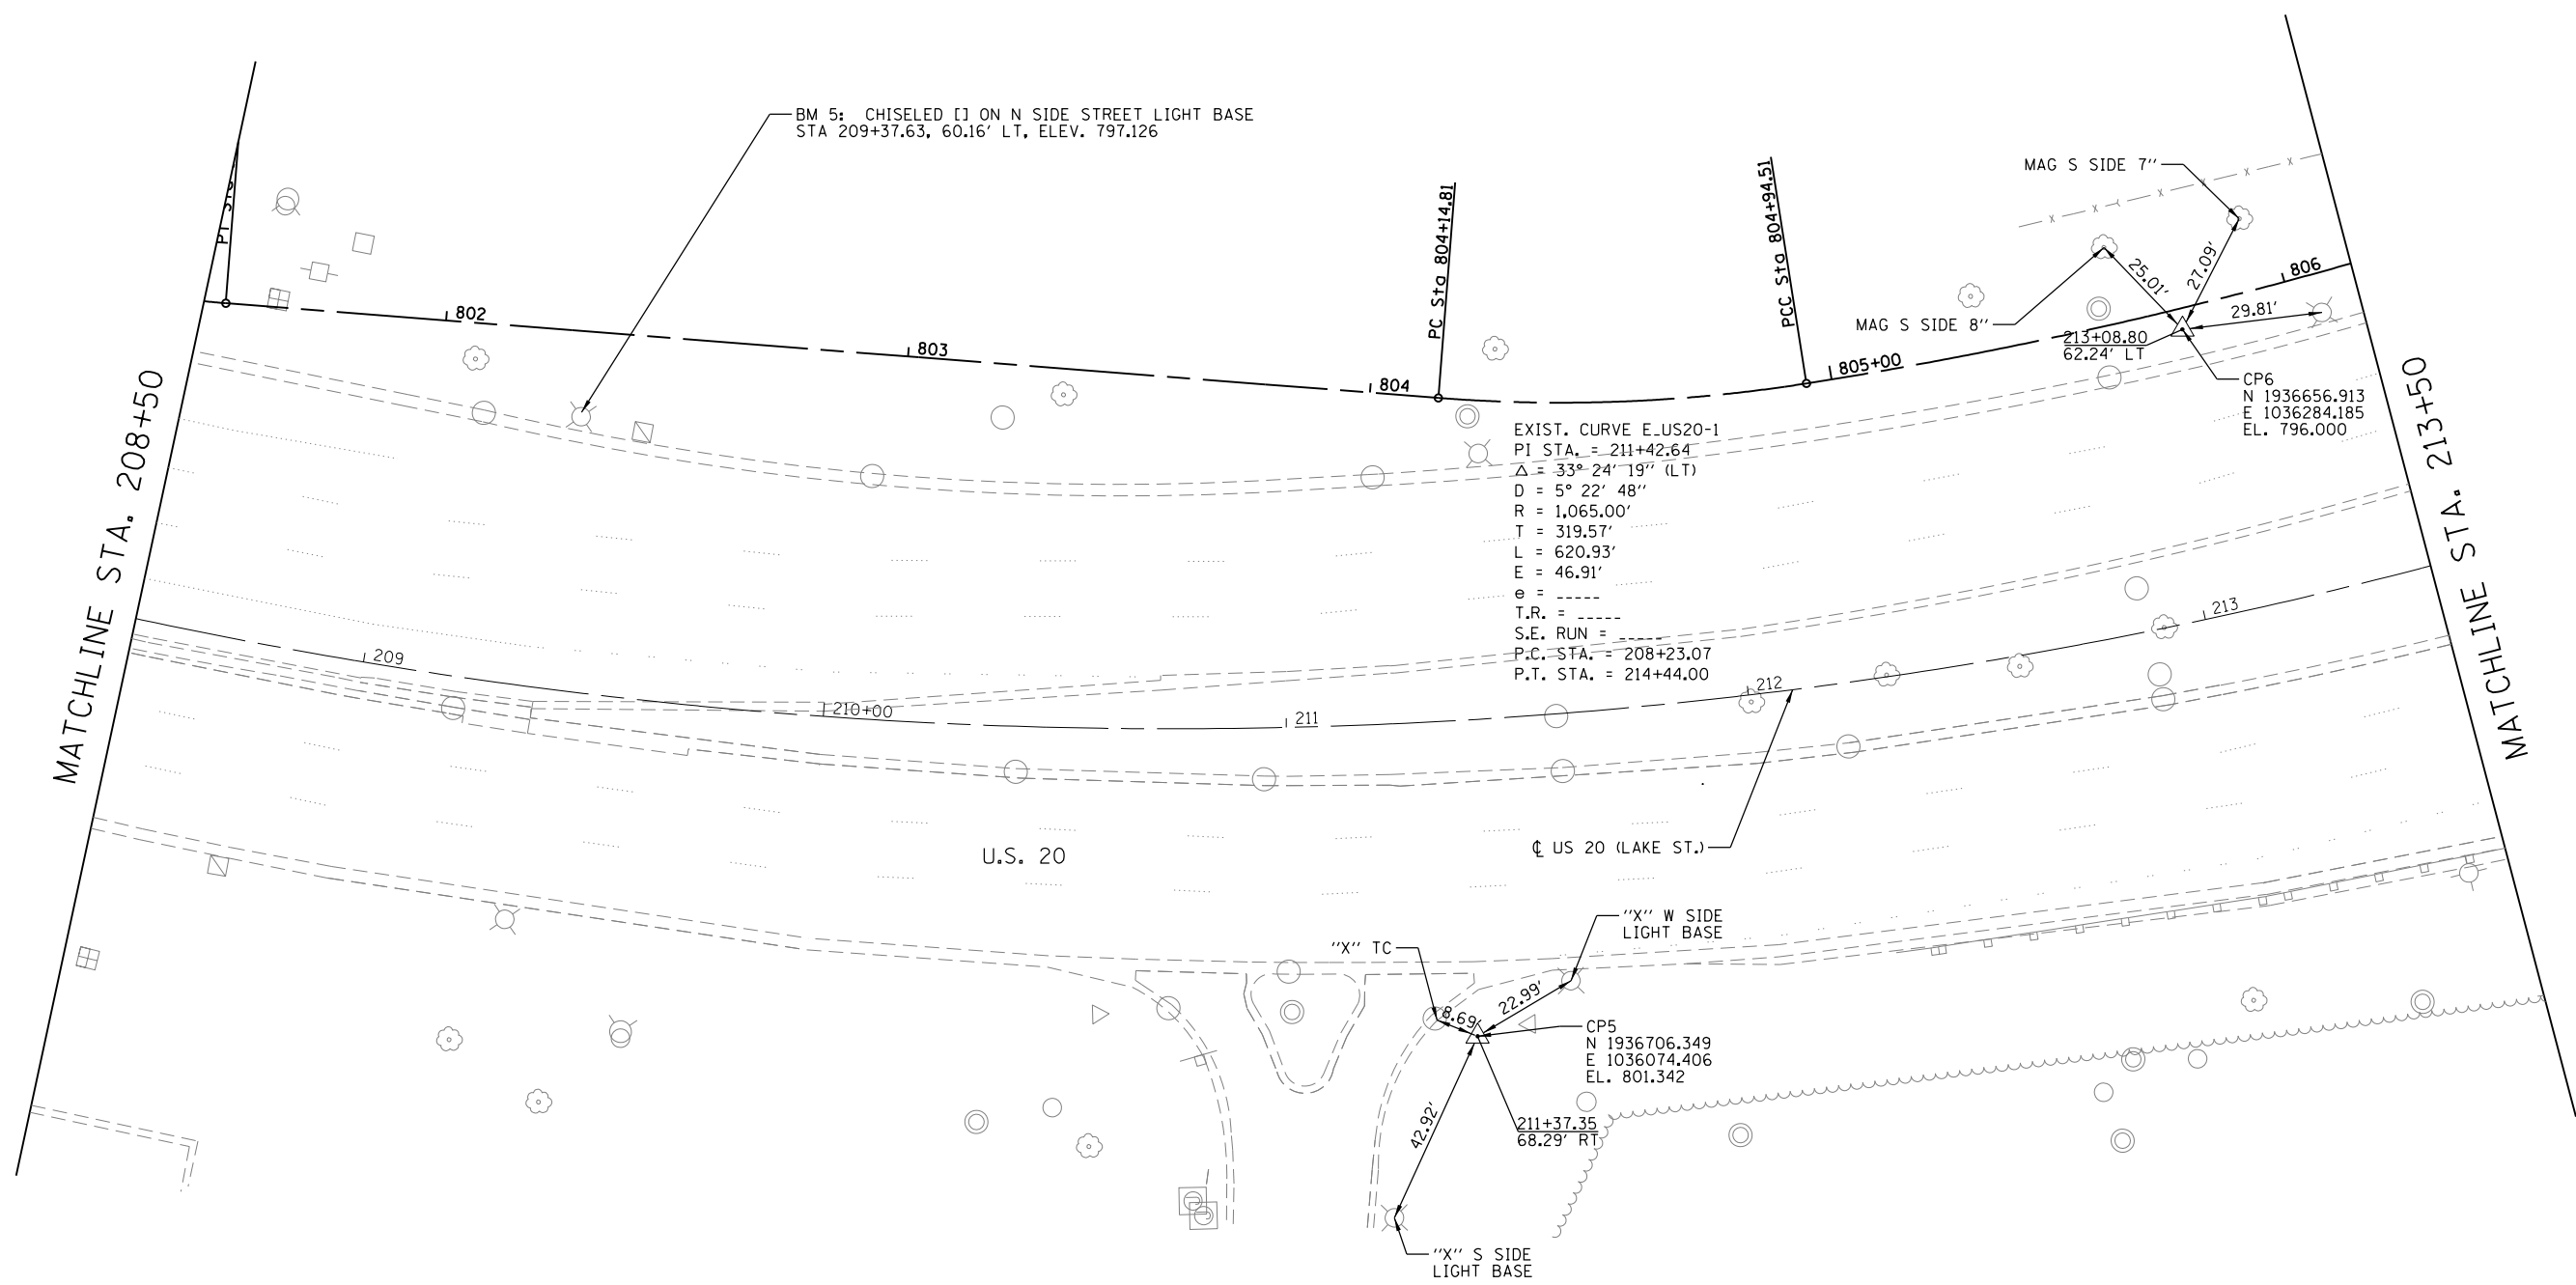 BM 5: CHISELED [] ON N SIDE STREET LIGHT BASE
STA 209+37.63, 60.16' LT, ELEV. 797.126
MATCHLINE STA. 208+50
802
803
804
PC Sta 804+14.81
PCC Sta 804+94.51
805+00
806
MAG S SIDE 7"
MAG S SIDE 8"
25.01'
27.09'
29.81'
213+08.80
62.24' LT
CP6
N 1936656.913
E 1036284.185
EL. 796.000
MATCHLINE STA. 213+50
EXIST. CURVE E_US20-1
PI STA. = 211+42.64
Δ = 33° 24' 19" (LT)
D = 5° 22' 48"
R = 1,065.00'
T = 319.57'
L = 620.93'
E = 46.91'
e = _____
T.R. = _____
S.E. RUN = _____
P.C. STA. = 208+23.07
P.T. STA. = 214+44.00
209
210+00
211
212
213
U.S. 20
℄ US 20 (LAKE ST.)
"X" W SIDE
LIGHT BASE
"X" TC
22.99'
8.69'
CP5
N 1936706.349
E 1036074.406
EL. 801.342
42.92'
211+37.35
68.29' RT
"X" S SIDE
LIGHT BASE